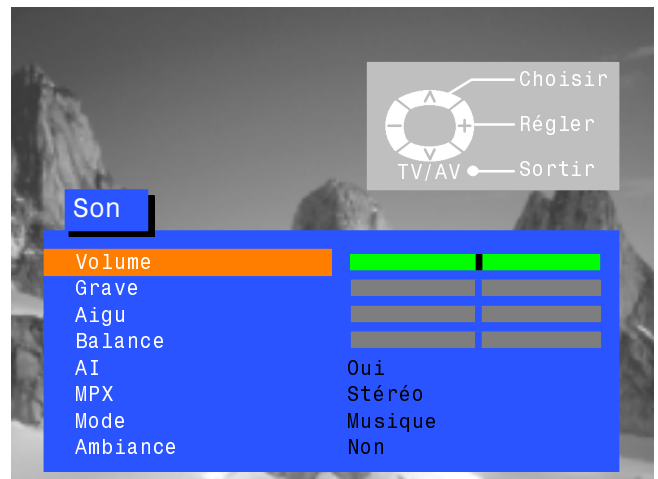 Choisir
Régler
TV/AV Sortir
Son
Volume
Grave
Aigu
Balance
AI Oui
MPX Stéréo
Mode Musique
Ambiance Non